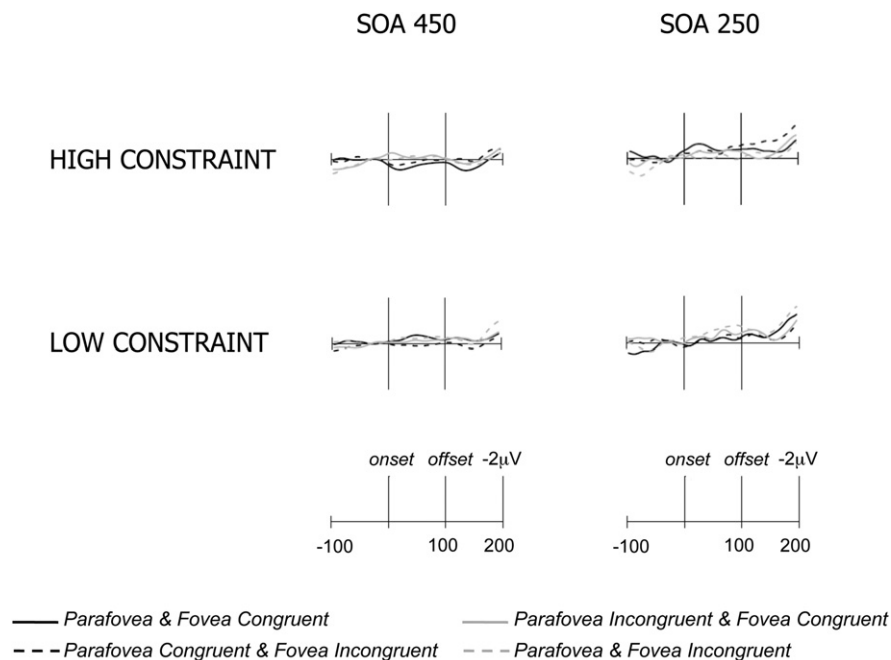 SOA 450 SOA 250
HIGH CONSTRAINT
LOW CONSTRAINT
onset offset -2µV onset offset -2µV
-100 100 200 -100 100 200
Parafovea & Fovea Congruent Parafovea Incongruent & Fovea Congruent
Parafovea Congruent & Fovea Incongruent Parafovea & Fovea Incongruent